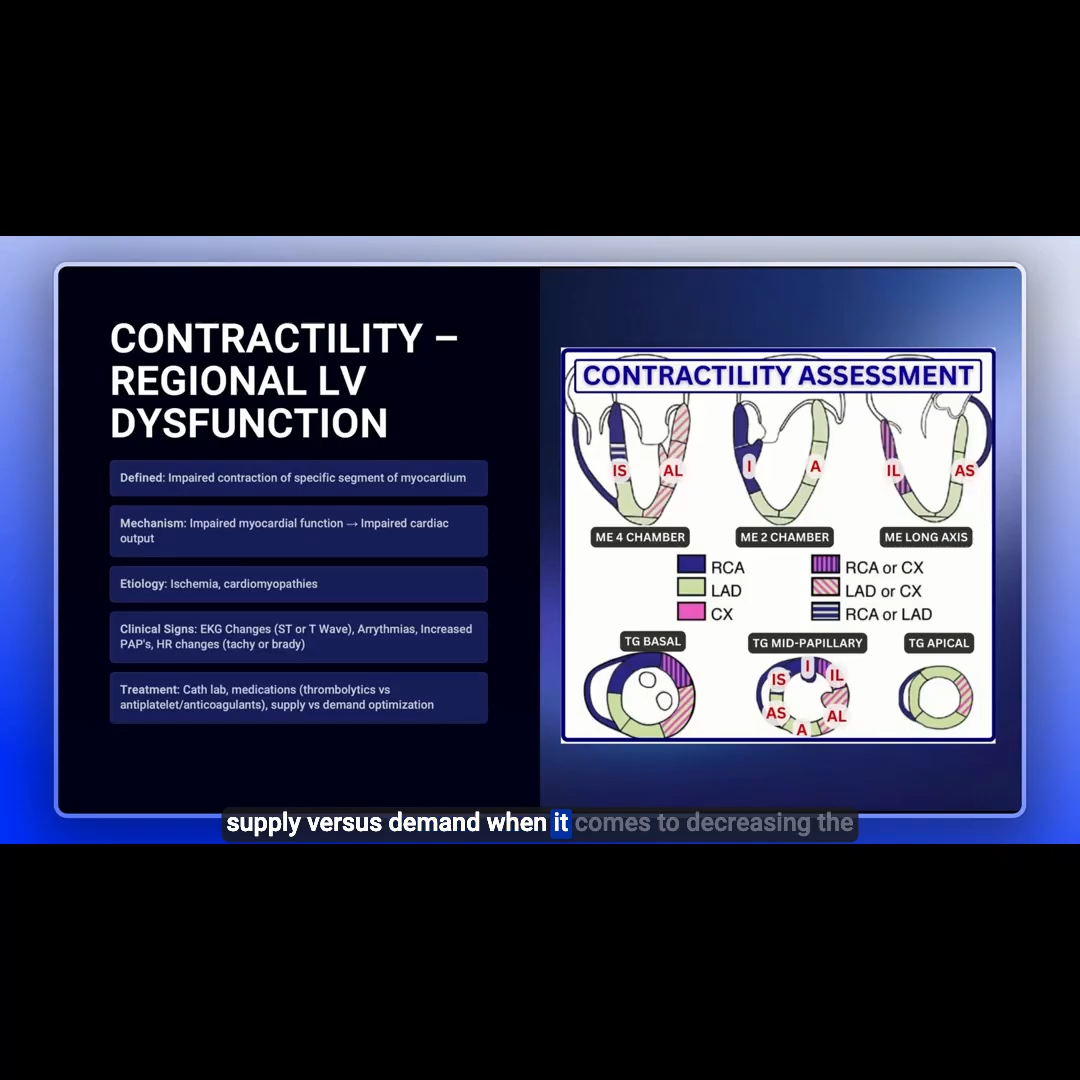 CONTRACTILITY –
REGIONAL LV
DYSFUNCTION
Defined: Impaired contraction of specific segment of myocardium
Mechanism: Impaired myocardial function → Impaired cardiac
output
Etiology: Ischemia, cardiomyopathies
Clinical Signs: EKG Changes (ST or T Wave), Arrythmias, Increased
PAP's, HR changes (tachy or brady)
Treatment: Cath lab, medications (thrombolytics vs
antiplatelet/anticoagulants), supply vs demand optimization
CONTRACTILITY ASSESSMENT
IS AL I A IL AS
ME 4 CHAMBER ME 2 CHAMBER ME LONG AXIS
RCA RCA or CX
LAD LAD or CX
CX RCA or LAD
TG BASAL TG MID-PAPILLARY TG APICAL
I
IS IL
AS AL
A
supply versus demand when it comes to decreasing the